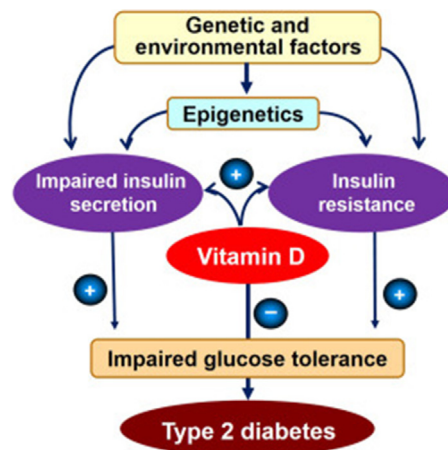 Genetic and
environmental factors
Epigenetics
Impaired insulin
secretion
+
Insulin
resistance
Vitamin D
+
−
+
Impaired glucose tolerance
Type 2 diabetes